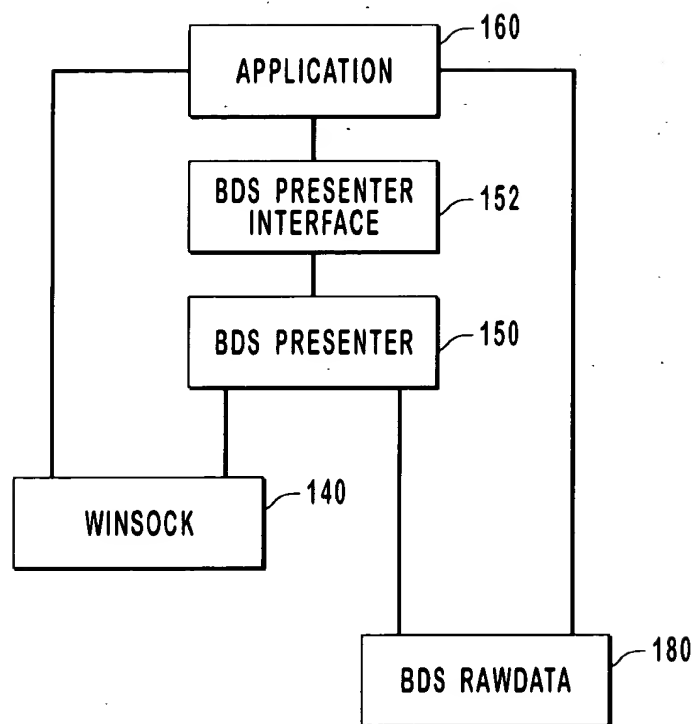 160
APPLICATION
BDS PRESENTER
INTERFACE
152
BDS PRESENTER
150
WINSOCK
140
BDS RAWDATA
180